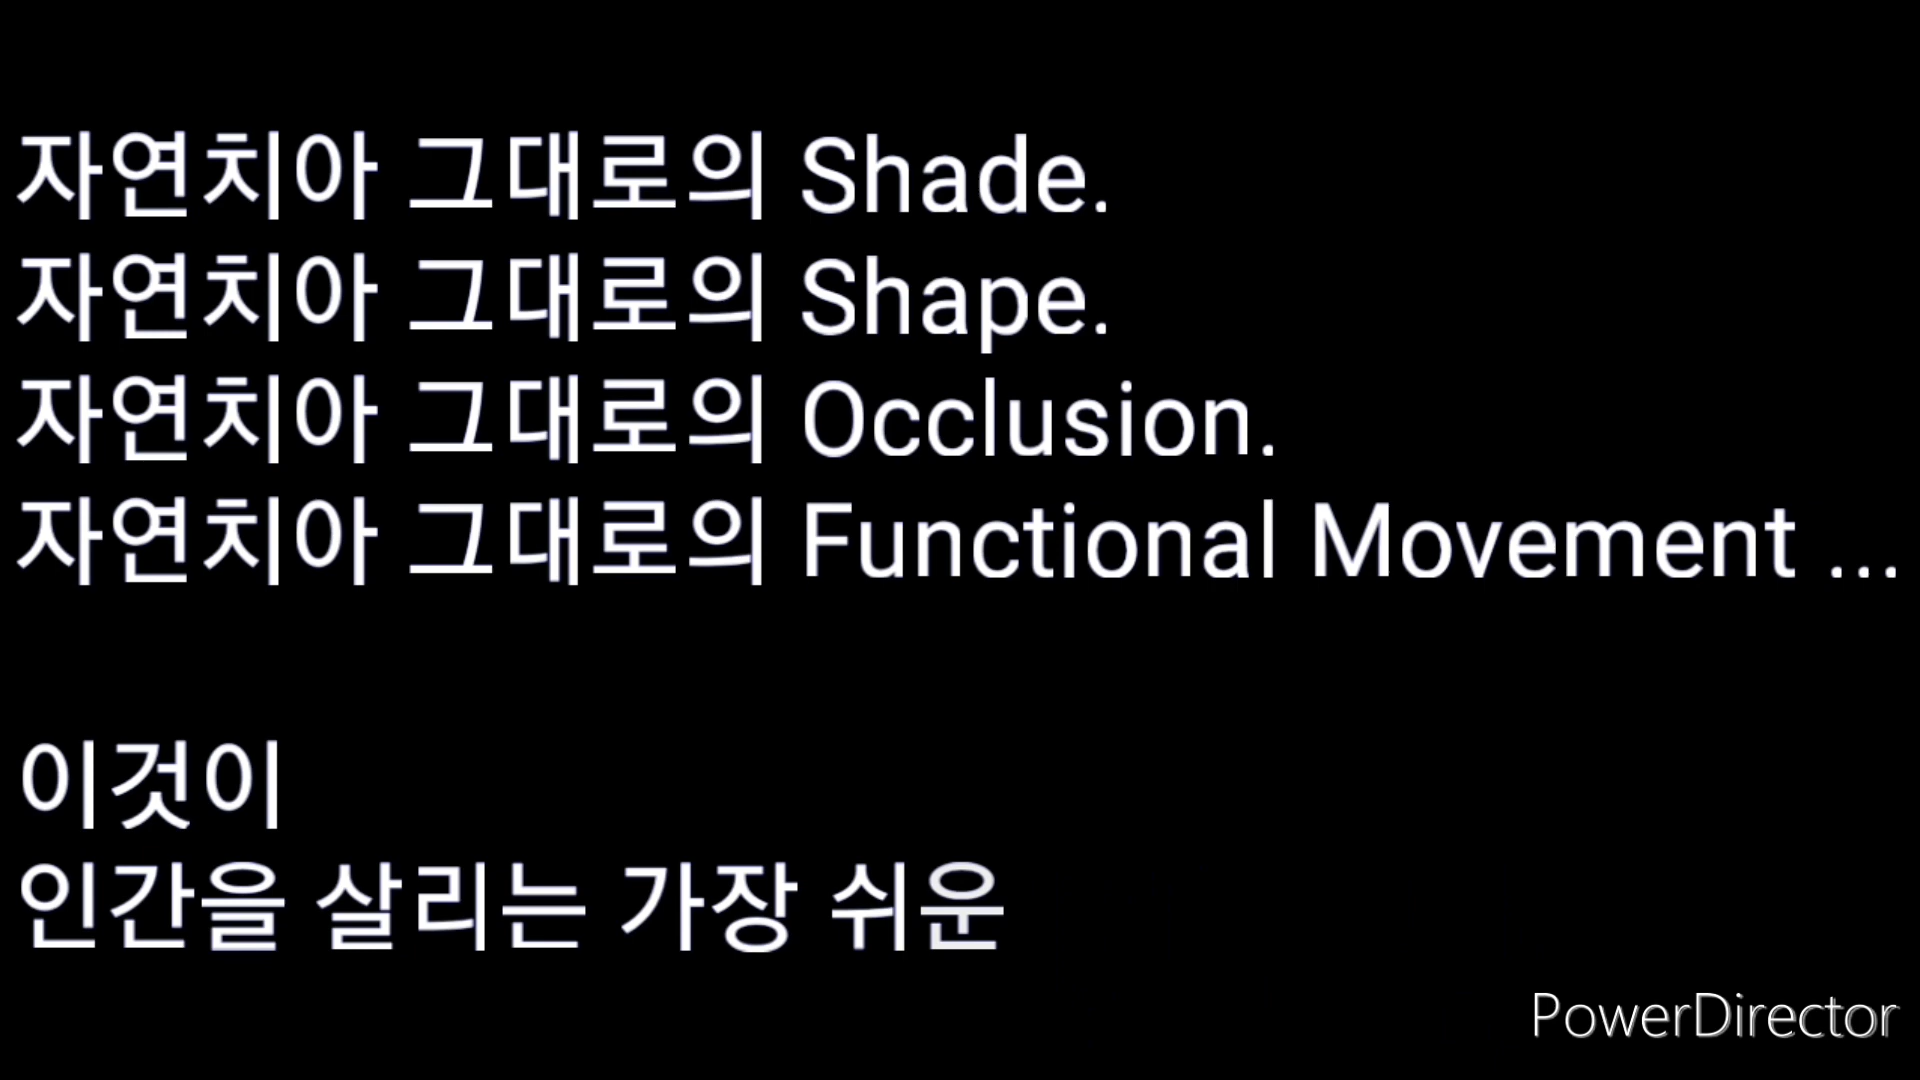 자연치아 그대로의 Shade.
자연치아 그대로의 Shape.
자연치아 그대로의 Occlusion.
자연치아 그대로의 Functional Movement ...
이것이
인간을 살리는 가장 쉬운
PowerDirector